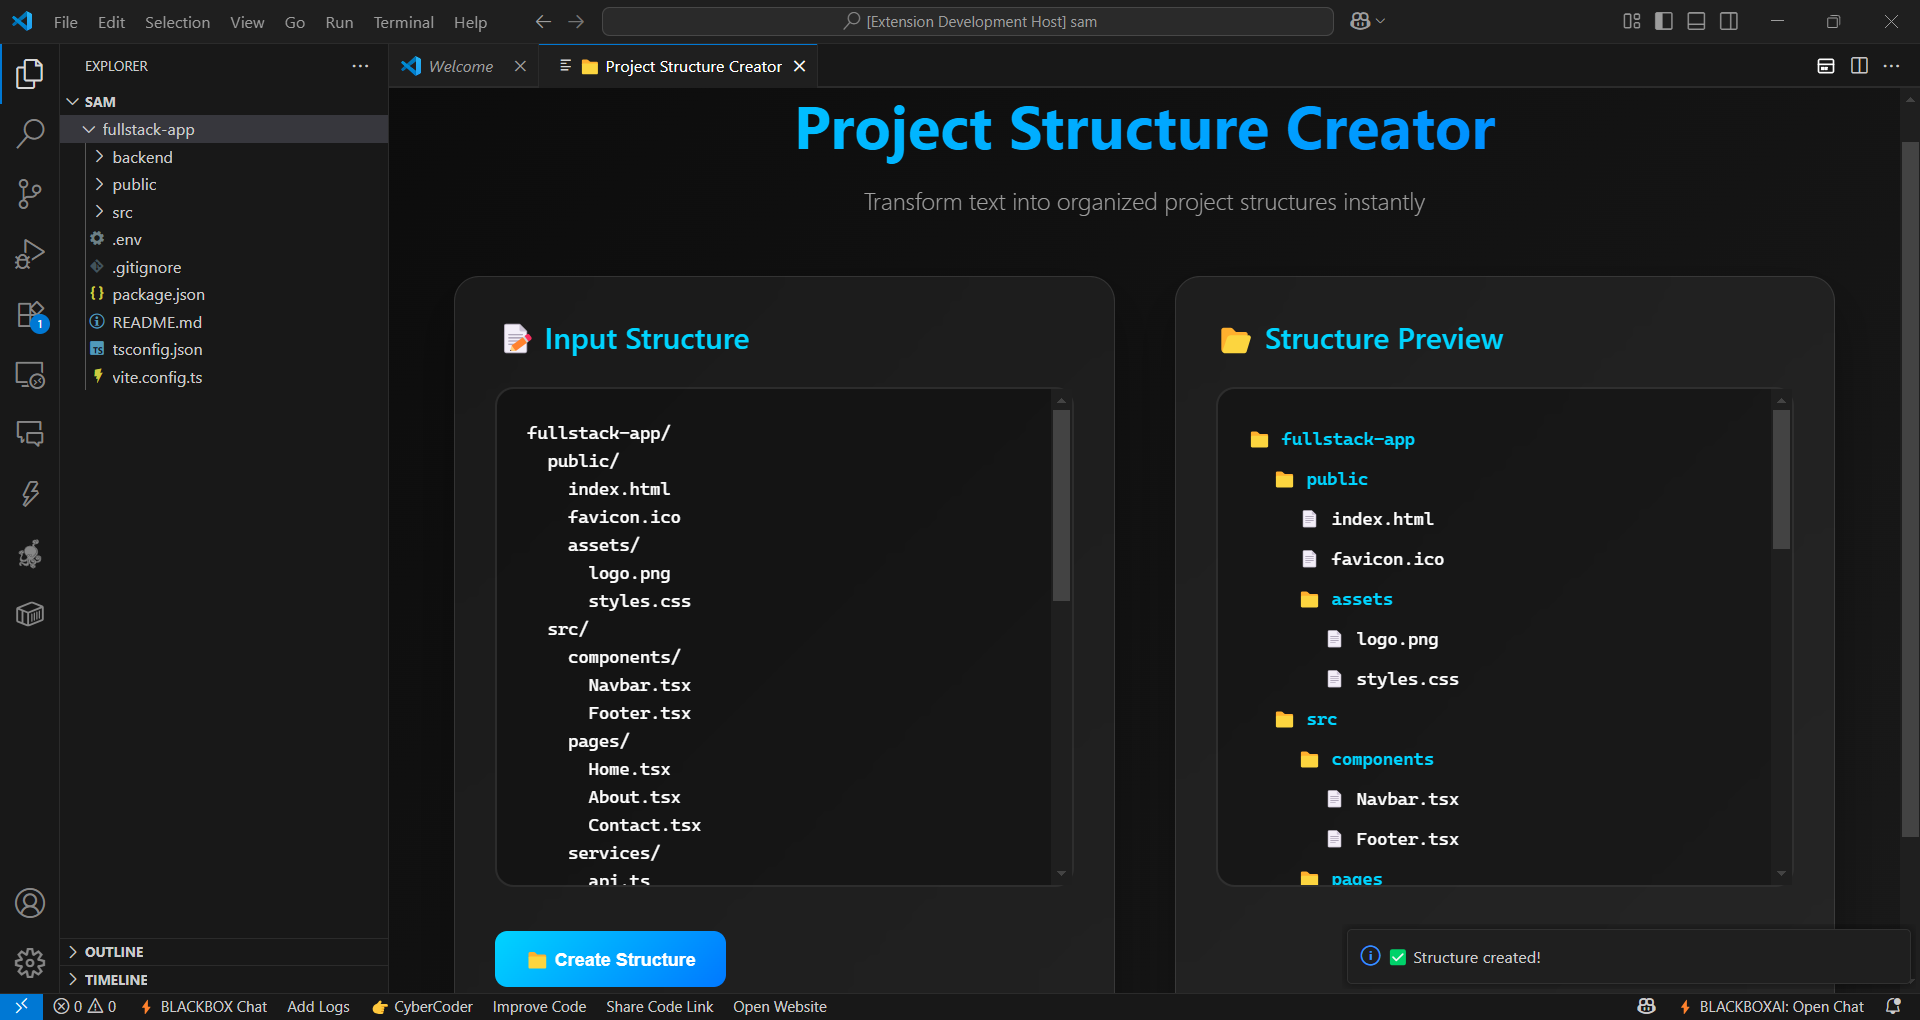 File Edit Selection View Go Run Terminal Help
[Extension Development Host] sam
EXPLORER
Welcome
Project Structure Creator
SAM
fullstack-app
backend
public
src
.env
.gitignore
package.json
README.md
tsconfig.json
vite.config.ts
1
OUTLINE
TIMELINE
Project Structure Creator
Transform text into organized project structures instantly
Input Structure
fullstack-app/
public/
index.html
favicon.ico
assets/
logo.png
styles.css
src/
components/
Navbar.tsx
Footer.tsx
pages/
Home.tsx
About.tsx
Contact.tsx
services/
api.ts
Create Structure
Structure Preview
fullstack-app
public
index.html
favicon.ico
assets
logo.png
styles.css
src
components
Navbar.tsx
Footer.tsx
pages
Structure created!
0 0 BLACKBOX Chat Add Logs CyberCoder Improve Code Share Code Link Open Website BLACKBOXAI: Open Chat